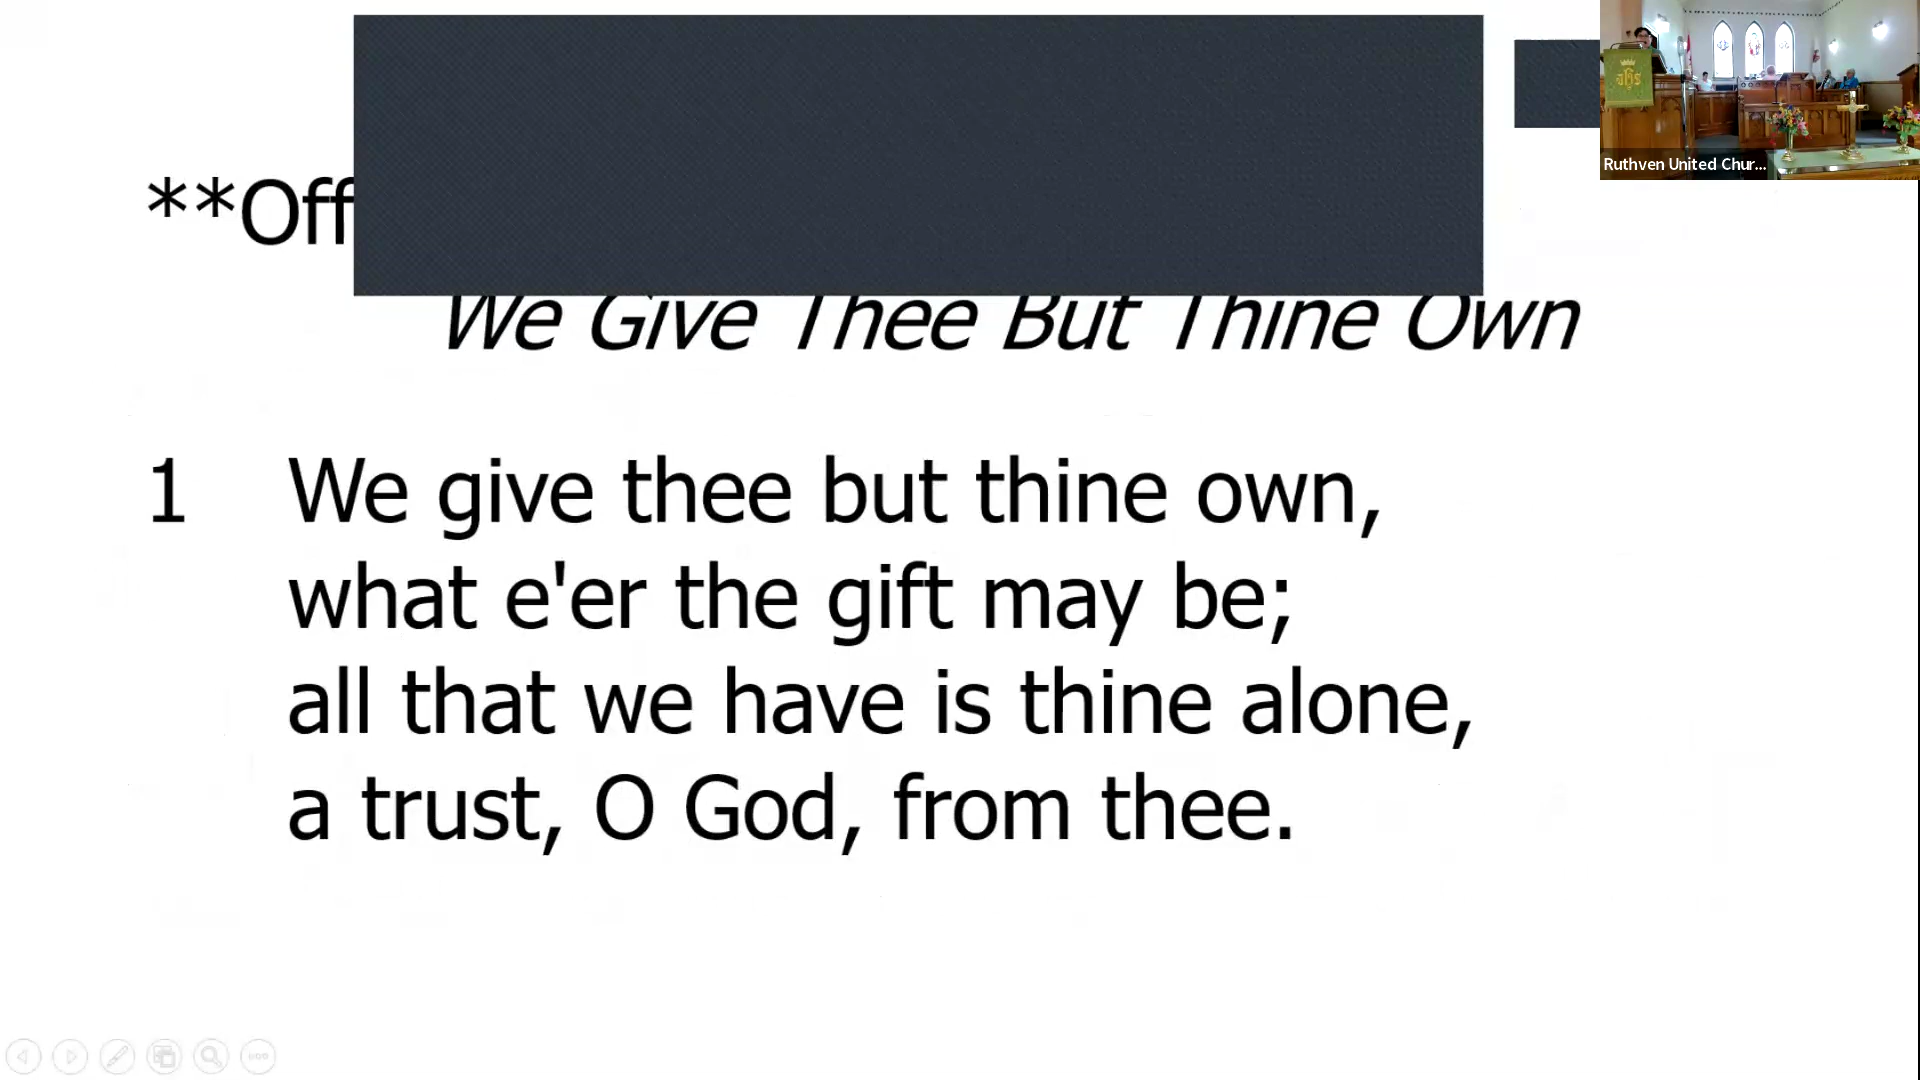 **Off
We Give Thee But Thine Own
1 We give thee but thine own,
what e'er the gift may be;
all that we have is thine alone,
a trust, O God, from thee.
Ruthven United Chur...